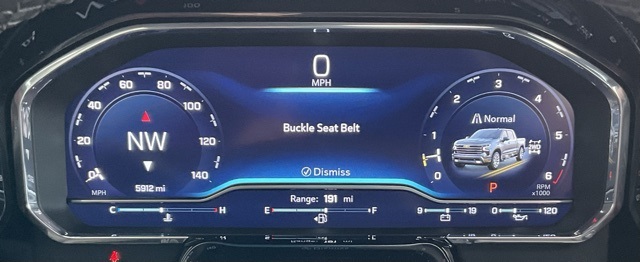 0
MPH
Buckle Seat Belt
Dismiss
0 20 40 60 80 100 120 140
NW
MPH
5912 mi
0 1 2 3 4 5 6
Normal
2WD
P
RPM
x1000
Range: 191 mi
C H
E F
9 19
0 120